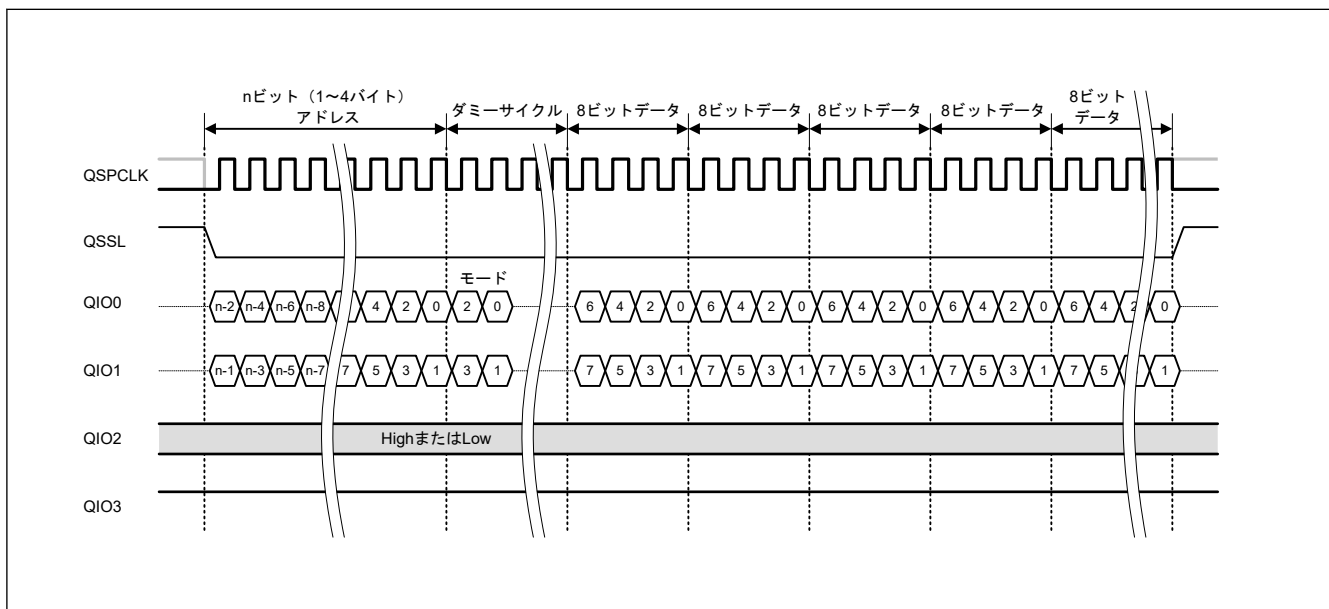 nビット（1～4バイト）
アドレス
ダミーサイクル
8ビットデータ
8ビットデータ
8ビットデータ
8ビットデータ
8ビット
データ
QSPCLK
QSSL
モード
QIO0
n-2 n-4 n-6 n-8 4 2 0 2 0 6 4 2 0 6 4 2 0 6 4 2 0 6 4 2 0 6 4 2 0
QIO1
n-1 n-3 n-5 n-7 7 5 3 1 3 1 7 5 3 1 7 5 3 1 7 5 3 1 7 5 3 1 7 5 1
QIO2
HighまたはLow
QIO3